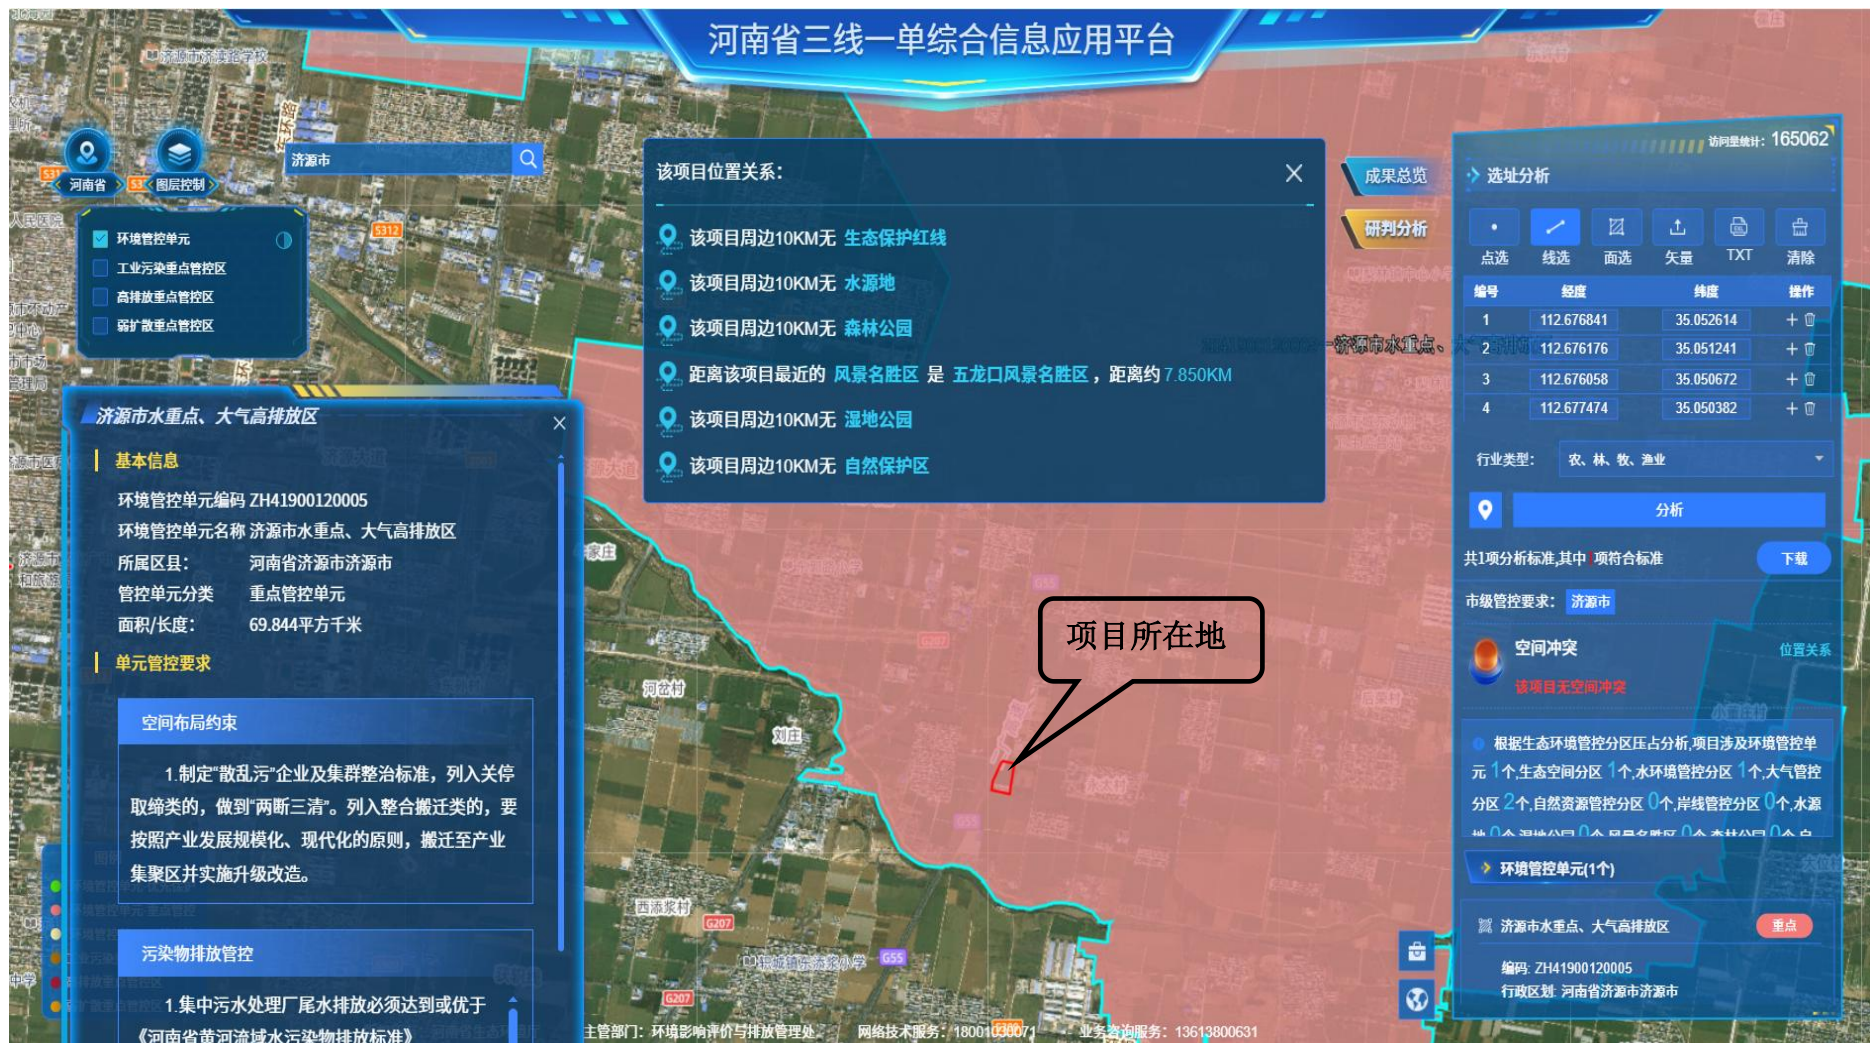 河南省三线一单综合信息应用平台
访问量统计：165062
河南省
图层控制
济源市
环境管控单元
工业污染重点管控区
高排放重点管控区
弱扩散重点管控区
该项目位置关系：
该项目周边10KM无 生态保护红线
该项目周边10KM无 水源地
该项目周边10KM无 森林公园
距离该项目最近的 风景名胜区 是 五龙口风景名胜区，距离约7.850KM
该项目周边10KM无 湿地公园
该项目周边10KM无 自然保护区
成果总览
研判分析
选址分析
点选 线选 面选 矢量 TXT 清除
编号 经度 纬度 操作
1 112.676841 35.052614
2 112.676176 35.051241
3 112.676058 35.050672
4 112.677474 35.050382
行业类型： 农、林、牧、渔业
分析
共1项分析标准,其中 项符合标准
下载
市级管控要求： 济源市
空间冲突
位置关系
该项目无空间冲突
根据生态环境管控分区压占分析,项目涉及环境管控单
元 1个,生态空间分区 1个,水环境管控分区 1个,大气管控
分区 2个,自然资源管控分区 0个,岸线管控分区 0个,水源
地 0个,湿地公园 0个,风景名胜区 0个,森林公园 0个,自
环境管控单元(1个)
济源市水重点、大气高排放区
重点
编码: ZH41900120005
行政区划: 河南省济源市济源市
济源市水重点、大气高排放区
基本信息
环境管控单元编码 ZH41900120005
环境管控单元名称 济源市水重点、大气高排放区
所属区县： 河南省济源市济源市
管控单元分类 重点管控单元
面积/长度： 69.844平方千米
单元管控要求
空间布局约束
1.制定“散乱污”企业及集群整治标准，列入关停
取缔类的，做到“两断三清”。列入整合搬迁类的，要
按照产业发展规模化、现代化的原则，搬迁至产业
集聚区并实施升级改造。
污染物排放管控
1.集中污水处理厂尾水排放必须达到或优于
《河南省黄河流域水污染物排放标准》
项目所在地
S312
河岔村
刘庄
西添浆村
G207
G55
G207
主管部门：环境影响评价与排放管理处
网络技术服务：18001030071
业务咨询服务：13613800631